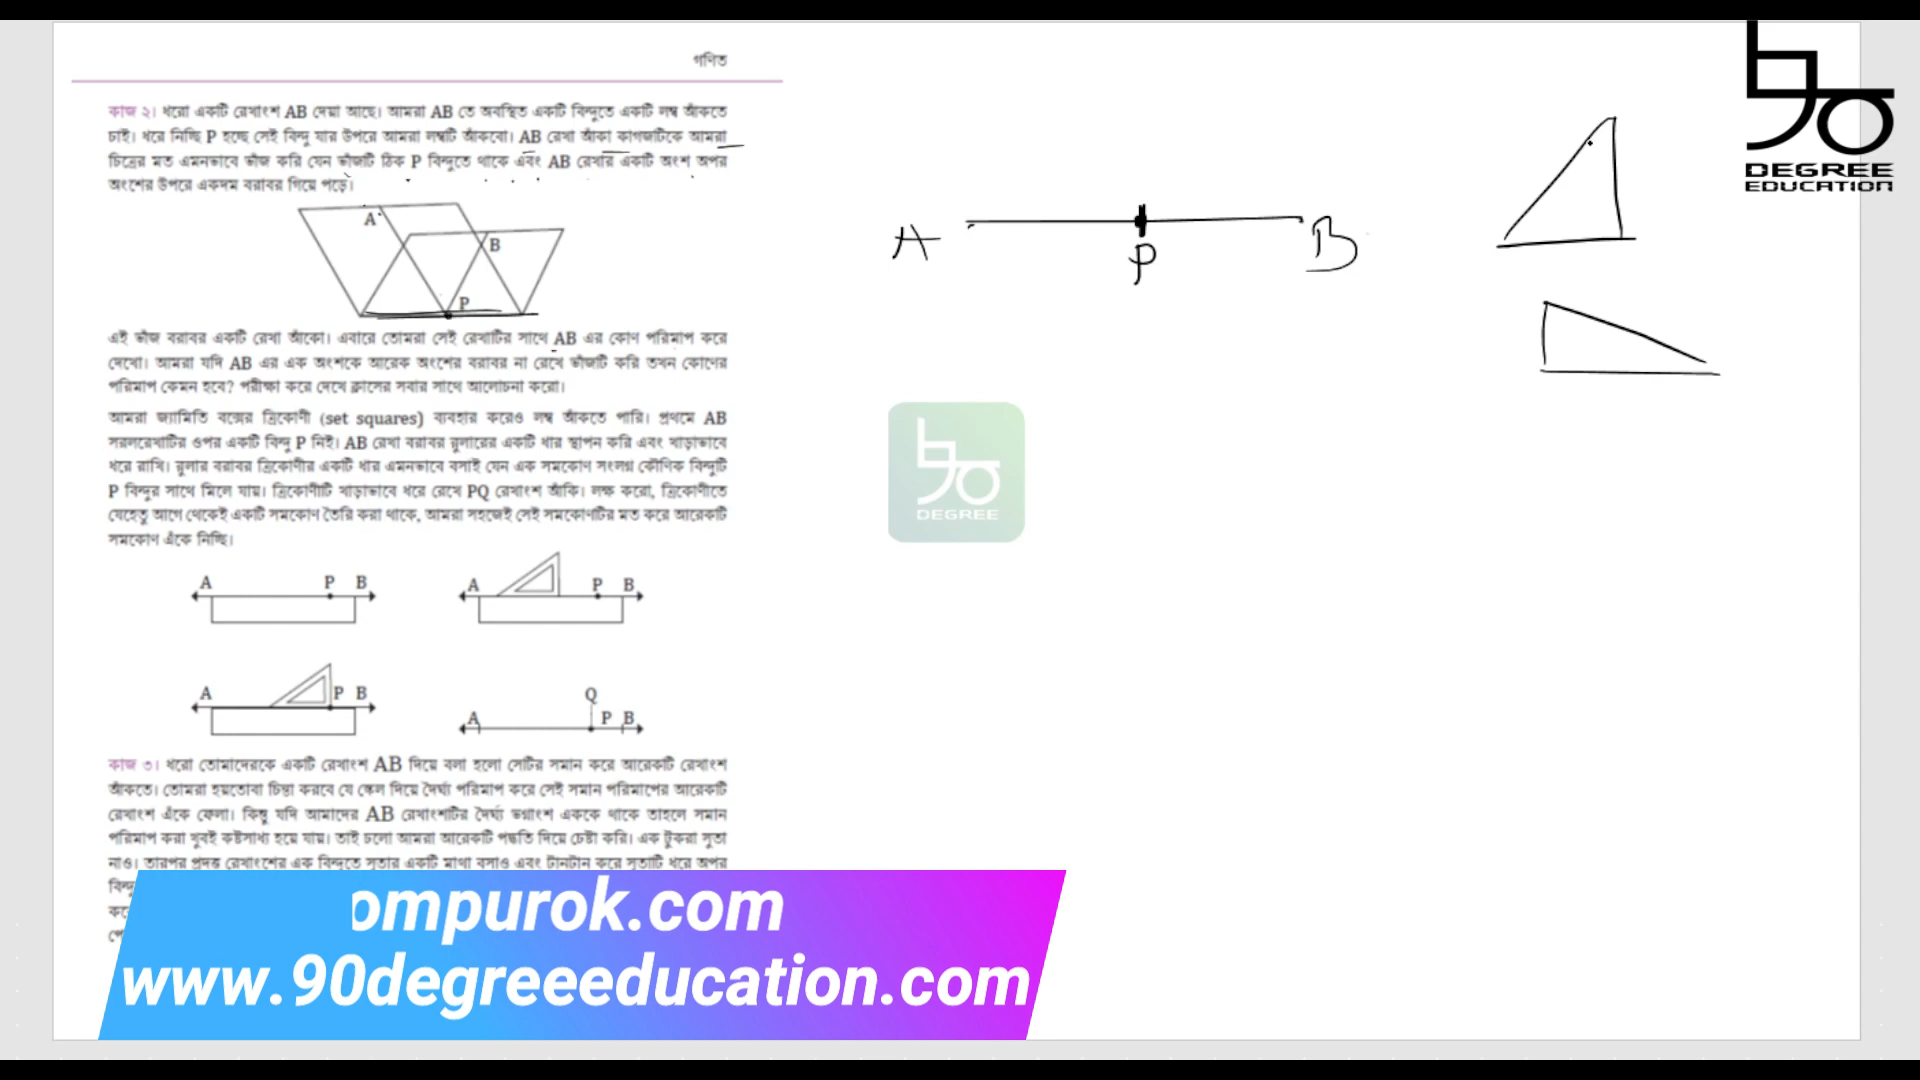 গণিত
কাজ ২। ধরো একটি রেখাংশ AB দেয়া আছে। আমরা AB তে অবস্থিত একটি বিন্দুতে একটি লম্ব আঁকতে
চাই। ধরে নিচ্ছি P হচ্ছে সেই বিন্দু যার উপরে আমরা লম্বটি আঁকবো। AB রেখা আঁকা কাগজটিকে আমরা
চিত্রের মত এমনভাবে ভাঁজ করি যেন ভাঁজটি ঠিক P বিন্দুতে থাকে এবং AB রেখার একটি অংশ অপর
অংশের উপরে একদম বরাবর গিয়ে পড়ে।
A
B
P
এই ভাঁজ বরাবর একটি রেখা আঁকো। এবারে তোমরা সেই রেখাটির সাথে AB এর কোণ পরিমাপ করে
দেখো। আমরা যদি AB এর এক অংশকে আরেক অংশের বরাবর না রেখে ভাঁজটি করি তখন কোণের
পরিমাপ কেমন হবে? পরীক্ষা করে দেখে ক্লাসের সবার সাথে আলোচনা করো।
আমরা জ্যামিতি বক্সের ত্রিকোণী (set squares) ব্যবহার করেও লম্ব আঁকতে পারি। প্রথমে AB
সরলরেখাটির ওপর একটি বিন্দু P নিই। AB রেখা বরাবর রুলারের একটি ধার স্থাপন করি এবং খাড়াভাবে
ধরে রাখি। রুলার বরাবর ত্রিকোণীর একটি ধার এমনভাবে বসাই যেন এক সমকোণ সংলগ্ন কৌণিক বিন্দুটি
P বিন্দুর সাথে মিলে যায়। ত্রিকোণীটি খাড়াভাবে ধরে রেখে PQ রেখাংশ আঁকি। লক্ষ করো, ত্রিকোণীতে
যেহেতু আগে থেকেই একটি সমকোণ তৈরি করা থাকে, আমরা সহজেই সেই সমকোণটির মত করে আরেকটি
সমকোণ এঁকে নিচ্ছি।
A P B
A P B
A P B
Q
A P B
কাজ ৩। ধরো তোমাদেরকে একটি রেখাংশ AB দিয়ে বলা হলো সেটির সমান করে আরেকটি রেখাংশ
আঁকতে। তোমরা হয়তোবা চিন্তা করবে যে স্কেল দিয়ে দৈর্ঘ্য পরিমাপ করে সেই সমান পরিমাপের আরেকটি
রেখাংশ এঁকে ফেলা। কিন্তু যদি আমাদের AB রেখাংশটির দৈর্ঘ্য ভগ্নাংশ এককে থাকে তাহলে সমান
পরিমাপ করা খুবই কষ্টসাধ্য হয়ে যায়। তাই চলো আমরা আরেকটি পদ্ধতি দিয়ে চেষ্টা করি। এক টুকরা সুতা
নাও। তারপর প্রদত্ত রেখাংশের এক বিন্দুতে সুতার একটি মাথা বসাও এবং টানটান করে সুতাটি ধরে অপর
A P B
90
DEGREE
EDUCATION
90
DEGREE
ompurok.com
www.90degreeeducation.com